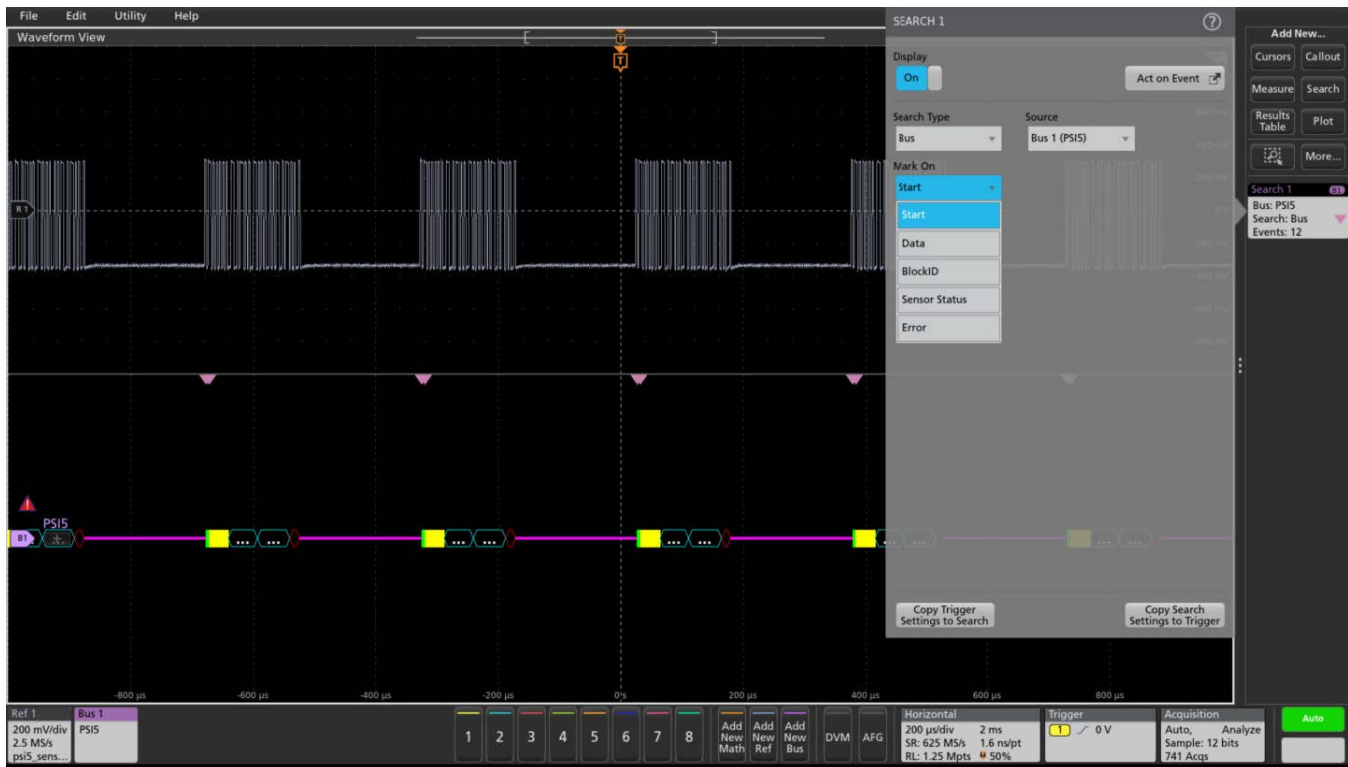 File Edit Utility Help
Waveform View
T
T
SEARCH 1
?
Display
On
Act on Event
Search Type
Source
Bus
Bus 1 (PSI5)
Mark On
Start
Start
Data
BlockID
Sensor Status
Error
Copy Trigger
Settings to Search
Copy Search
Settings to Trigger
Add New...
Cursors Callout
Measure Search
Results
Table
Plot
More...
Search 1 B1
Bus: PSI5
Search: Bus
Events: 12
R 1
PSI5
B1
... ...
... ...
... ...
-800 µs -600 µs -400 µs -200 µs 0 s 200 µs 400 µs 600 µs 800 µs
Ref 1
200 mV/div
2.5 MS/s
psi5_sens...
Bus 1
PSI5
1 2 3 4 5 6 7 8
Add
New
Math
Add
New
Ref
Add
New
Bus
DVM AFG
Horizontal
200 µs/div 2 ms
SR: 625 MS/s 1.6 ns/pt
RL: 1.25 Mpts 50%
Trigger
1 0 V
Acquisition
Auto, Analyze
Sample: 12 bits
741 Acqs
Auto